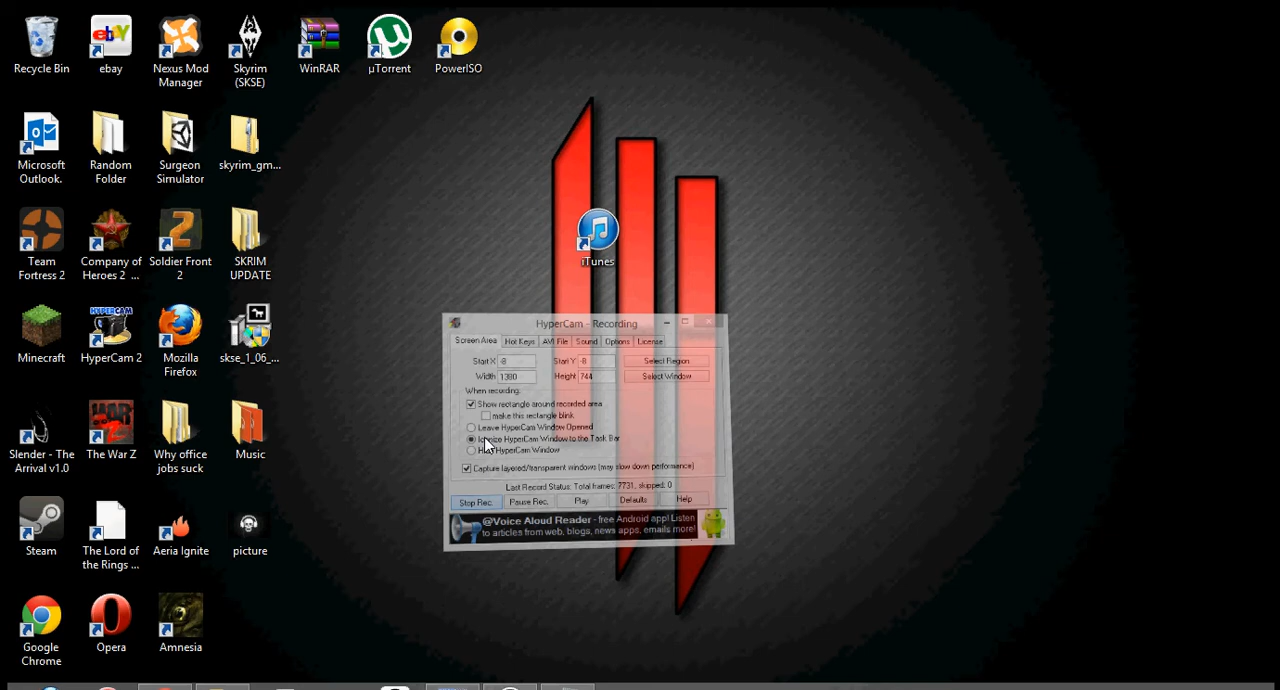 Recycle Bin
ebay
Nexus Mod
Manager
Skyrim
(SKSE)
WinRAR
µTorrent
PowerISO
Microsoft
Outlook.
Random
Folder
Surgeon
Simulator
skyrim_gm...
Team
Fortress 2
Company of
Heroes 2 ...
Soldier Front
2
SKRIM
UPDATE
iTunes
Minecraft
HYPERCAM
HyperCam 2
Mozilla
Firefox
skse_1_06_...
Slender - The
Arrival v1.0
The War Z
Why office
jobs suck
Music
Steam
The Lord of
the Rings ...
Aeria Ignite
picture
Google
Chrome
Opera
Amnesia
HyperCam - Recording
Screen Area Hot Keys AVI File Sound Options License
Start X -8 Start Y -8 Select Region
Width 1380 Height 744 Select Window
When recording:
Show rectangle around recorded area
make this rectangle blink
Leave HyperCam Window Opened
HyperCam Window to the Task Bar
HyperCam Window
Capture layered/transparent windows (may slow down performance)
Last Record Status: Total frames: 7731, skipped: 0
Stop Rec. Pause Rec. Play Defaults Help
@Voice Aloud Reader - free Android app! Listen
to articles from web, blogs, news apps, emails more!